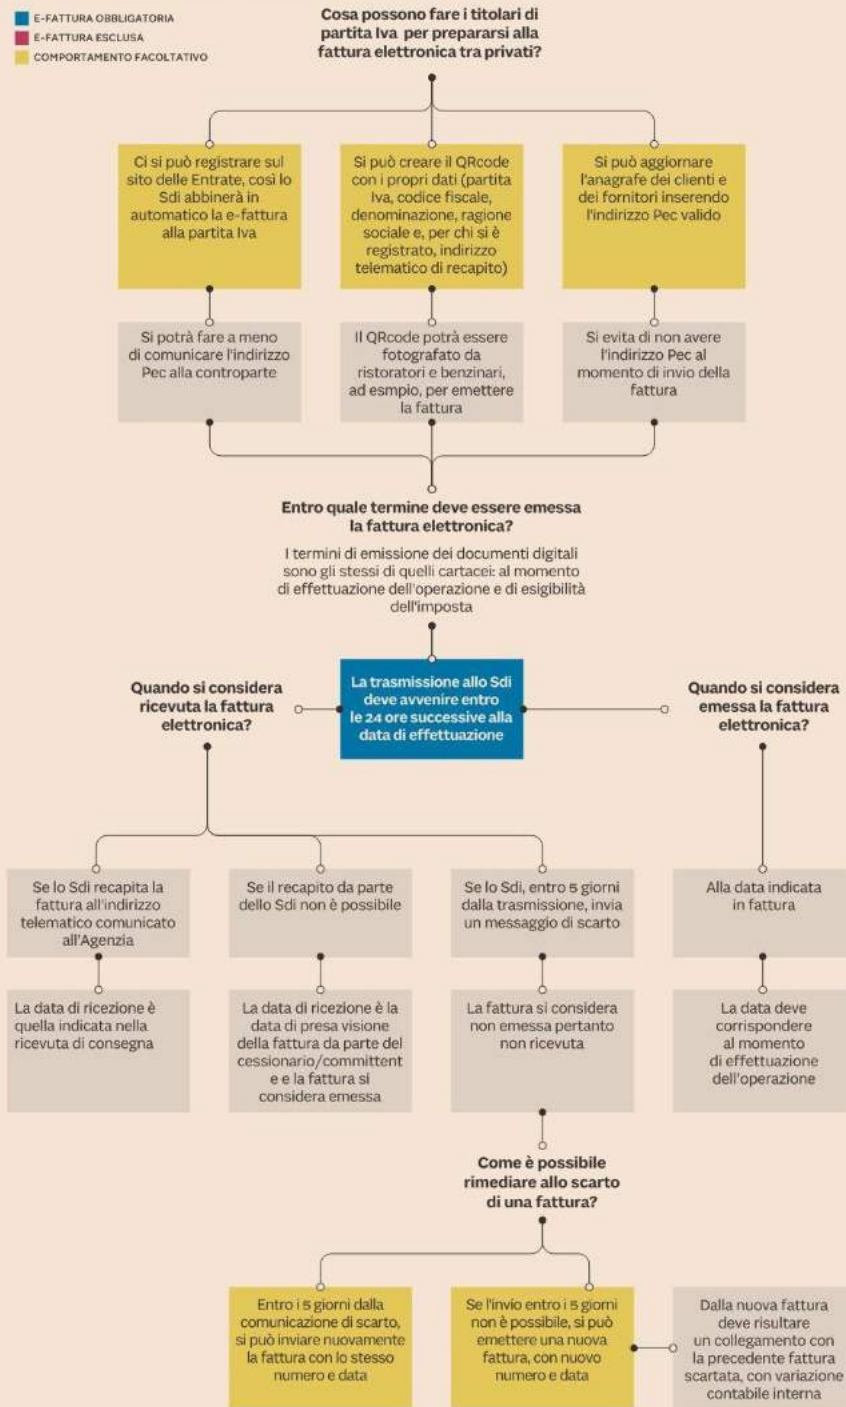 E-FATTURA OBBLIGATORIA
E-FATTURA ESCLUSA
COMPORTAMENTO FACOLTATIVO
Cosa possono fare i titolari di
partita Iva per prepararsi alla
fattura elettronica tra privati?
Ci si può registrare sul
sito delle Entrate, così lo
Sdi abbinerà in
automatico la e-fattura
alla partita Iva
Si può creare il QRcode
con i propri dati (partita
Iva, codice fiscale,
denominazione, ragione
sociale e, per chi si è
registrato, indirizzo
telematico di recapito)
Si può aggiornare
l'anagrafe dei clienti e
dei fornitori inserendo
l'indirizzo Pec valido
Si potrà fare a meno
di comunicare l'indirizzo
Pec alla controparte
Il QRcode potrà essere
fotografato da
ristoratori e benzinari,
ad esmpio, per emettere
la fattura
Si evita di non avere
l'indirizzo Pec al
momento di invio della
fattura
Entro quale termine deve essere emessa
la fattura elettronica?
I termini di emissione dei documenti digitali
sono gli stessi di quelli cartacei: al momento
di effettuazione dell'operazione e di esigibilità
dell'imposta
La trasmissione allo Sdi
deve avvenire entro
le 24 ore successive alla
data di effettuazione
Quando si considera
ricevuta la fattura
elettronica?
Quando si considera
emessa la fattura
elettronica?
Se lo Sdi recapita la
fattura all'indirizzo
telematico comunicato
all'Agenzia
Se il recapito da parte
dello Sdi non è possibile
Se lo Sdi, entro 5 giorni
dalla trasmissione, invia
un messaggio di scarto
Alla data indicata
in fattura
La data di ricezione è
quella indicata nella
ricevuta di consegna
La data di ricezione è la
data di presa visione
della fattura da parte del
cessionario/committent
e e la fattura si
considera emessa
La fattura si considera
non emessa pertanto
non ricevuta
La data deve
corrispondere
al momento
di effettuazione
dell'operazione
Come è possibile
rimediare allo scarto
di una fattura?
Entro i 5 giorni dalla
comunicazione di scarto,
si può inviare nuovamente
la fattura con lo stesso
numero e data
Se l'invio entro i 5 giorni
non è possibile, si può
emettere una nuova
fattura, con nuovo
numero e data
Dalla nuova fattura
deve risultare
un collegamento con
la precedente fattura
scartata, con variazione
contabile interna